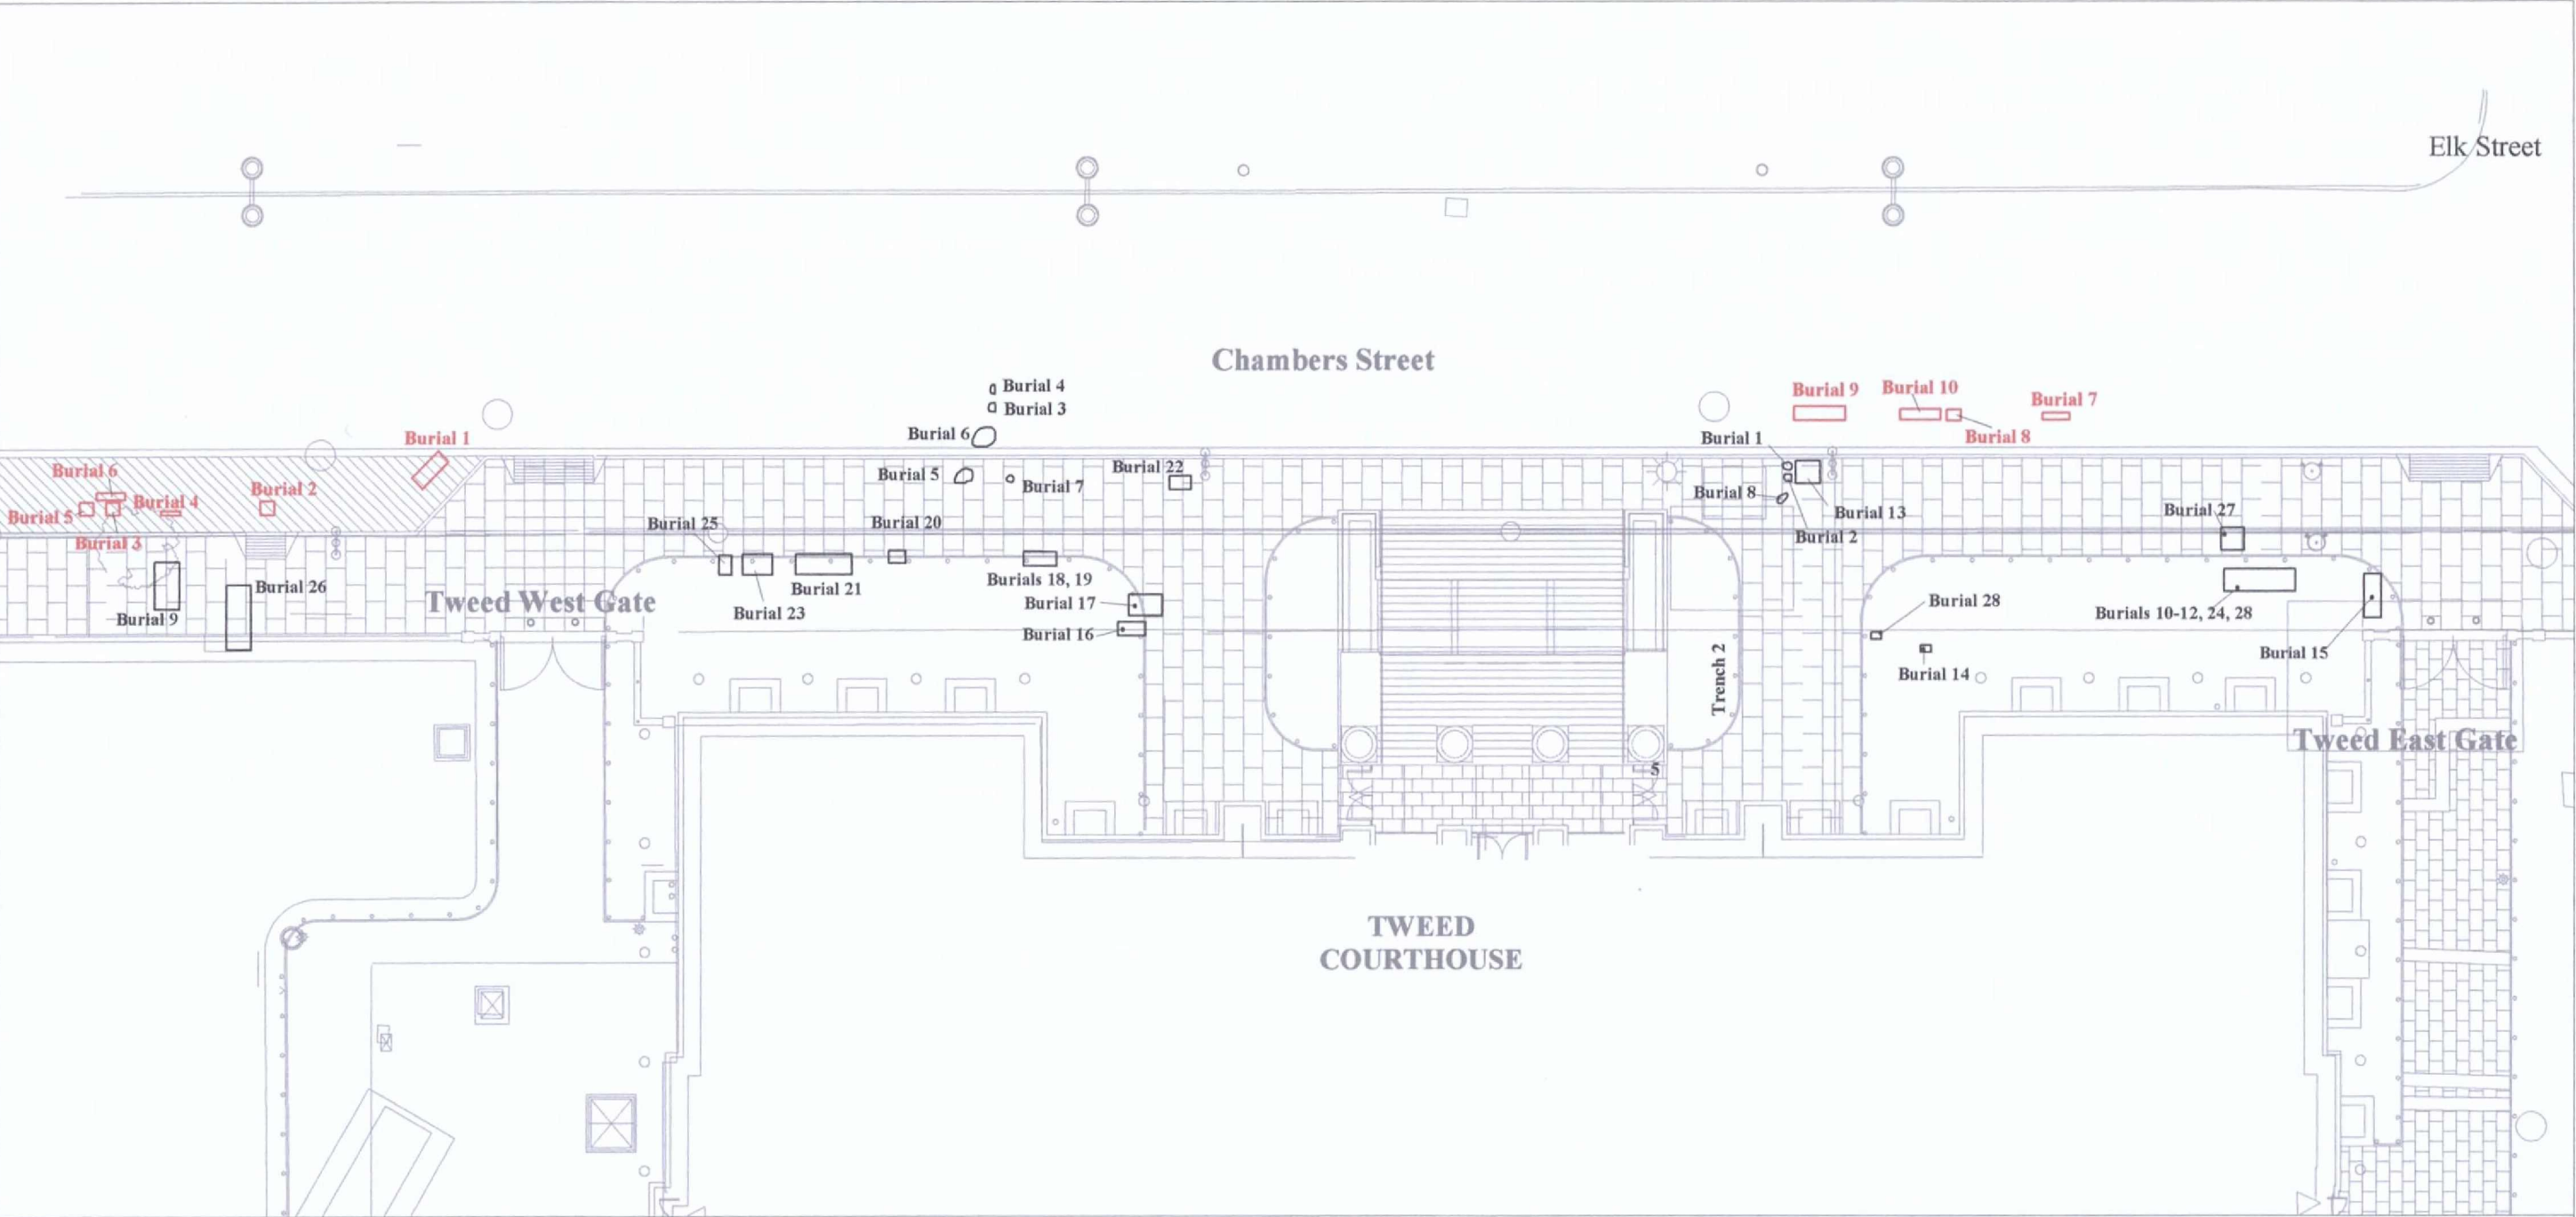 Elk Street
Chambers Street
Burial 4
Burial 3
Burial 6
Burial 5
Burial 7
Burial 22
Burial 1
Burial 6
Burial 4
Burial 2
Burial 5
Burial 3
Burial 9
Burial 26
Tweed West Gate
Burial 25
Burial 20
Burial 23
Burial 21
Burials 18, 19
Burial 17
Burial 16
Burial 9
Burial 10
Burial 8
Burial 7
Burial 1
Burial 8
Burial 13
Burial 2
Burial 27
Burial 28
Burial 14
Burials 10-12, 24, 28
Burial 15
Trench 2
5
Tweed East Gate
TWEED
COURTHOUSE